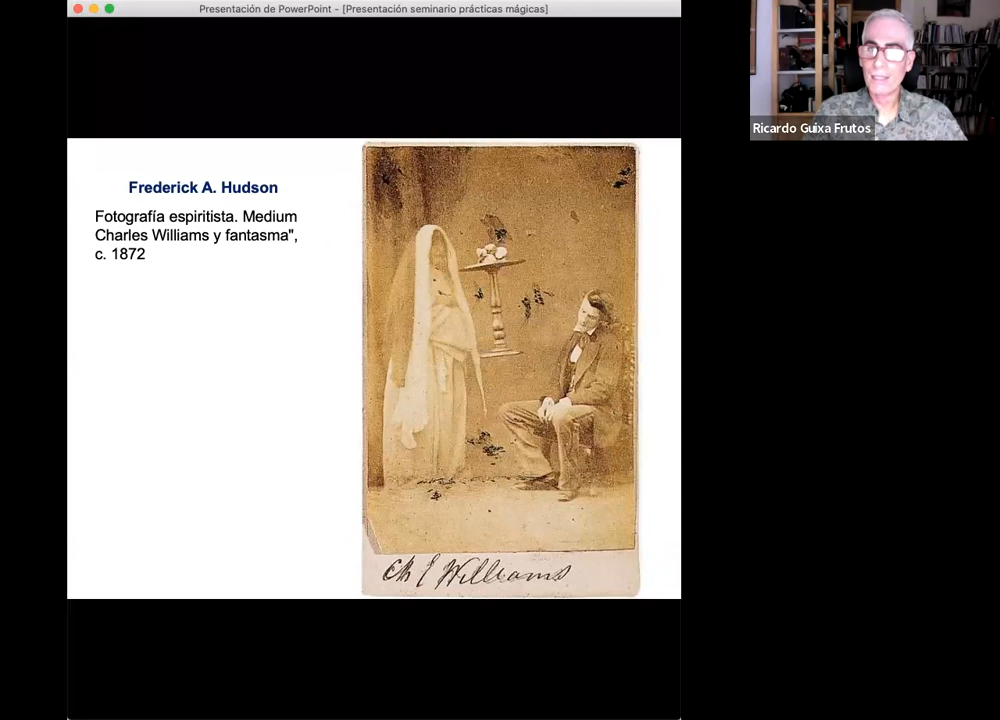 Presentación de PowerPoint - [Presentación seminario prácticas mágicas]
Ricardo Guixa Frutos
Frederick A. Hudson
Fotografía espiritista. Medium
Charles Williams y fantasma",
c. 1872
Ch E Williams